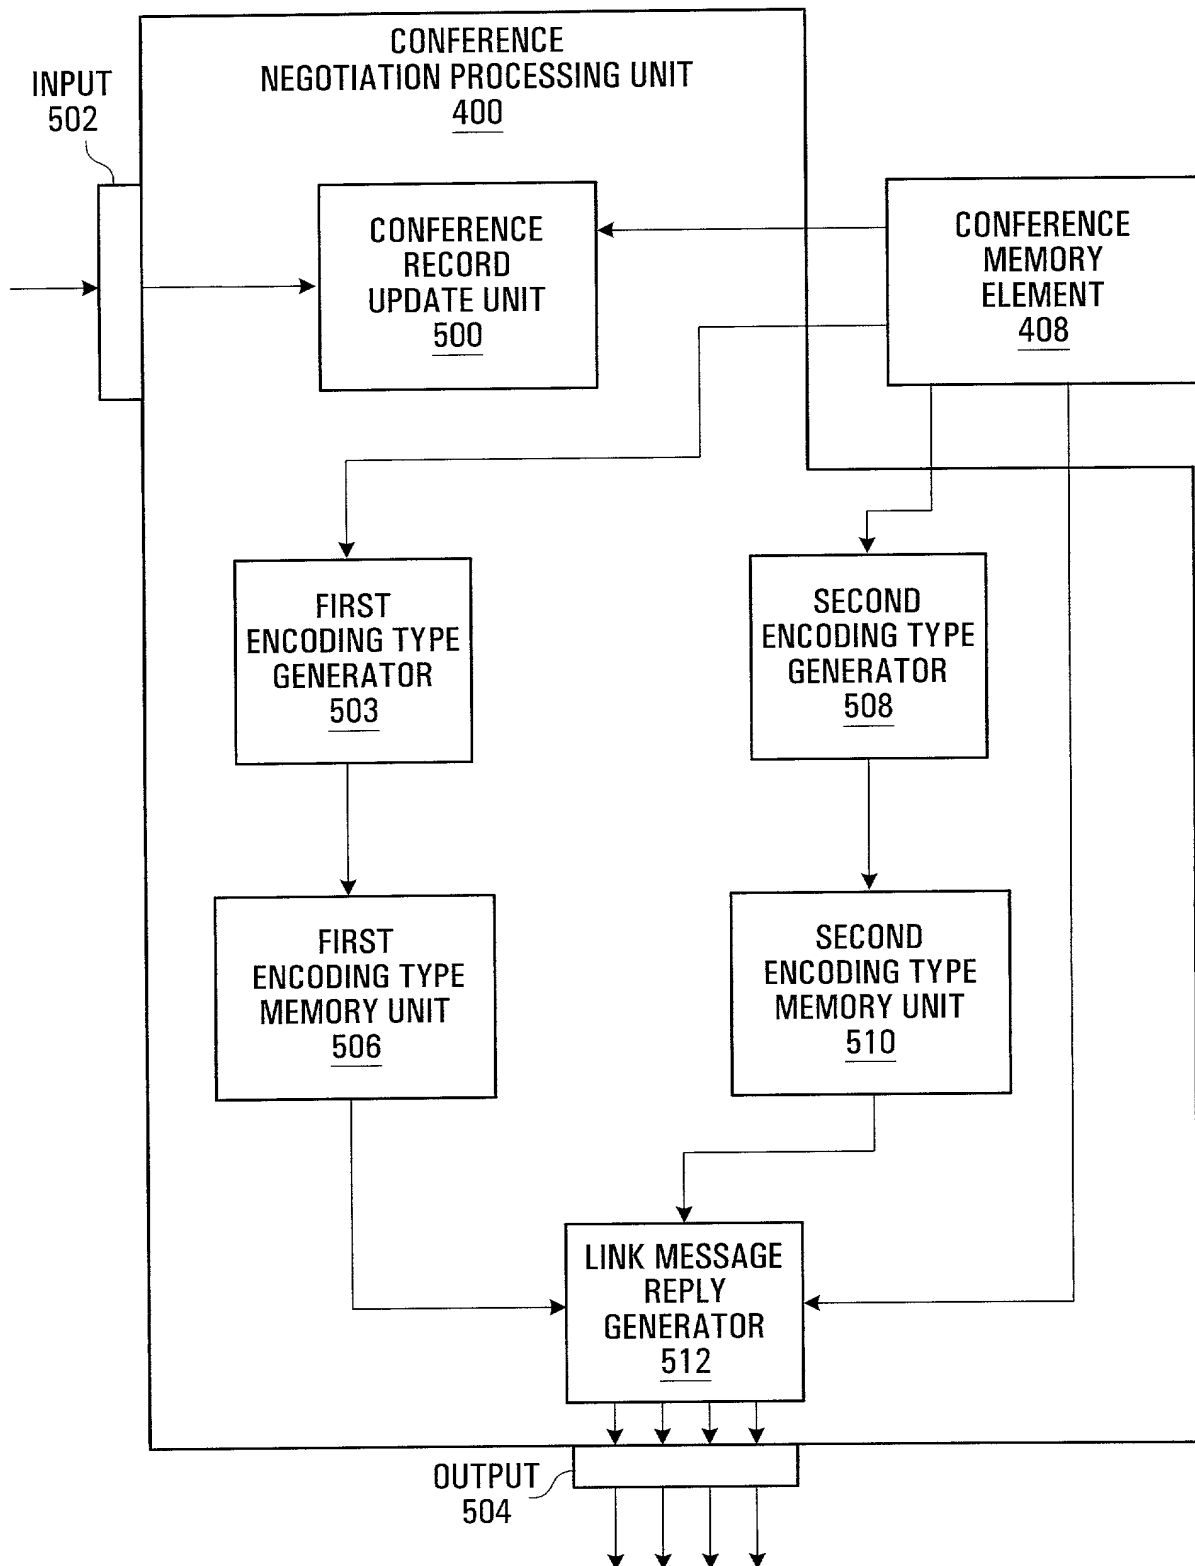 CONFERENCE
NEGOTIATION PROCESSING UNIT
400
INPUT
502
CONFERENCE
RECORD
UPDATE UNIT
500
CONFERENCE
MEMORY
ELEMENT
408
FIRST
ENCODING TYPE
GENERATOR
503
SECOND
ENCODING TYPE
GENERATOR
508
FIRST
ENCODING TYPE
MEMORY UNIT
506
SECOND
ENCODING TYPE
MEMORY UNIT
510
LINK MESSAGE
REPLY
GENERATOR
512
OUTPUT
504